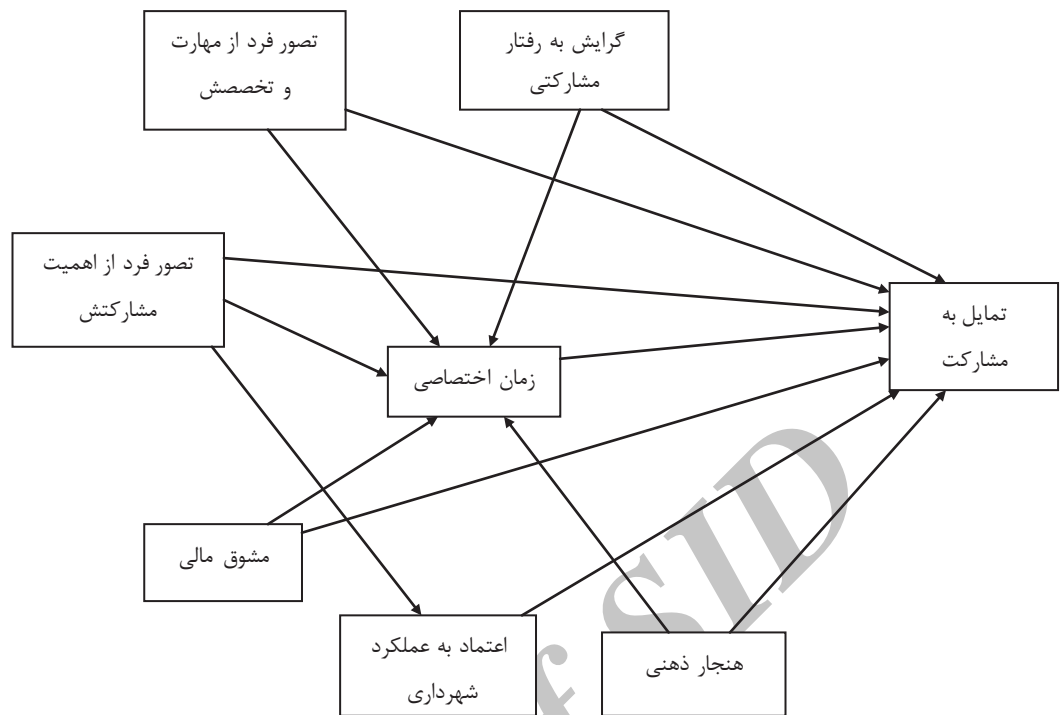 گرایش به رفتار
مشارکتی
تصور فرد از مهارت
و تخصصش
تصور فرد از اهمیت
مشارکتش
تمایل به
مشارکت
زمان اختصاصی
مشوق مالی
اعتماد به عملکرد
شهرداری
هنجار ذهنی
f SID